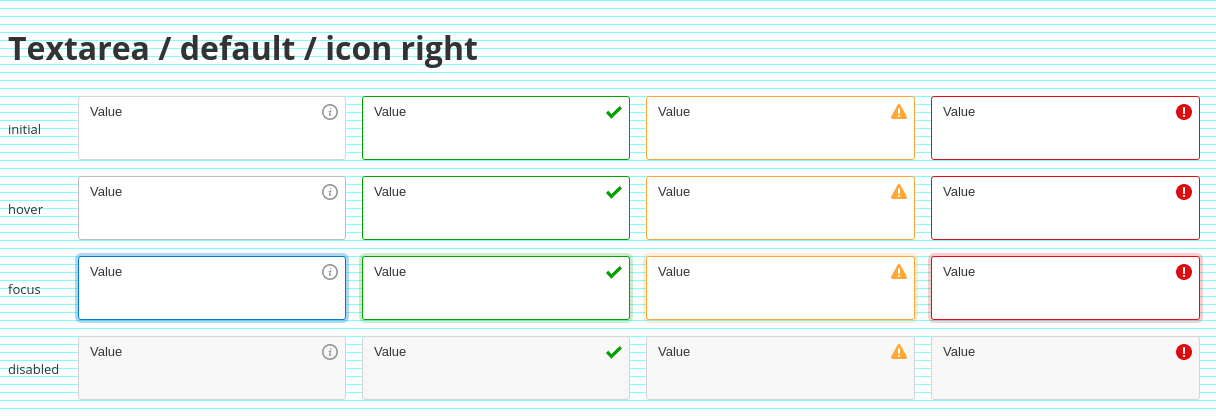 Textarea / default / icon right
initial Value Value Value Value
hover Value Value Value Value
focus Value Value Value Value
disabled Value Value Value Value